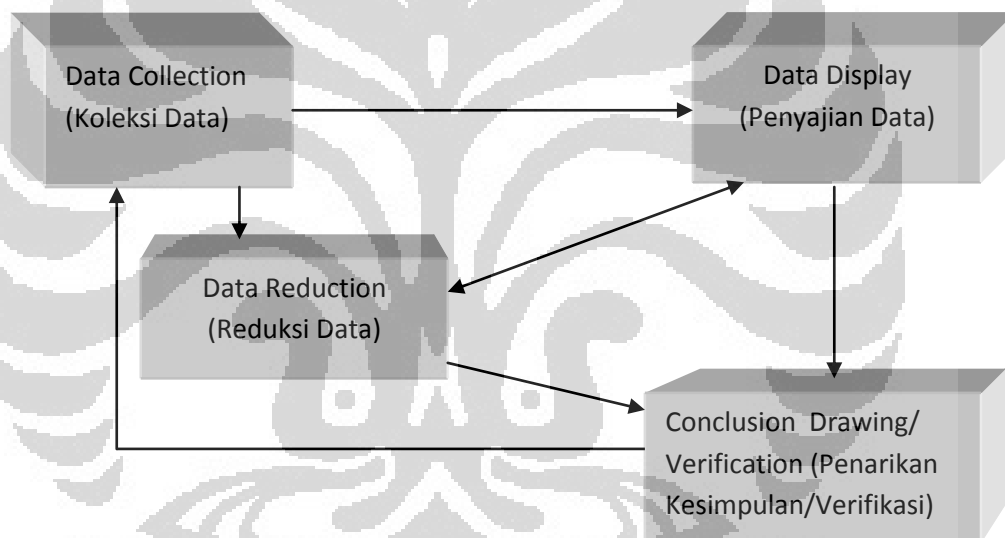 Data Collection
(Koleksi Data)
Data Display
(Penyajian Data)
Data Reduction
(Reduksi Data)
Conclusion Drawing/
Verification (Penarikan
Kesimpulan/Verifikasi)